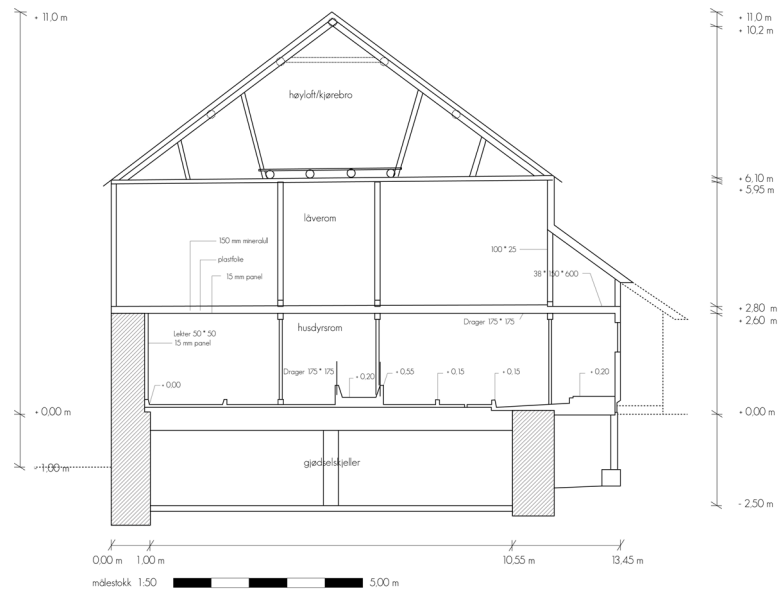 + 11,0 m
+ 11,0 m
+ 10,2 m
høyloft/kjørebro
+ 6,10 m
+ 5,95 m
låverom
150 mm mineralull
100 * 25
plastfolie
15 mm panel
38 * 150 * 600
+ 2,80 m
+ 2,60 m
Drager 175 * 175
husdyrsrom
Lekter 50 * 50
15 mm panel
Drager 175 * 175
+ 0,00
+ 0,20
+ 0,55
+ 0,15
+ 0,15
+ 0,20
+ 0,00 m
+ 0,00 m
- 1,00 m
gjødselskjeller
- 2,50 m
0,00 m
1,00 m
10,55 m
13,45 m
målestokk 1:50
5,00 m